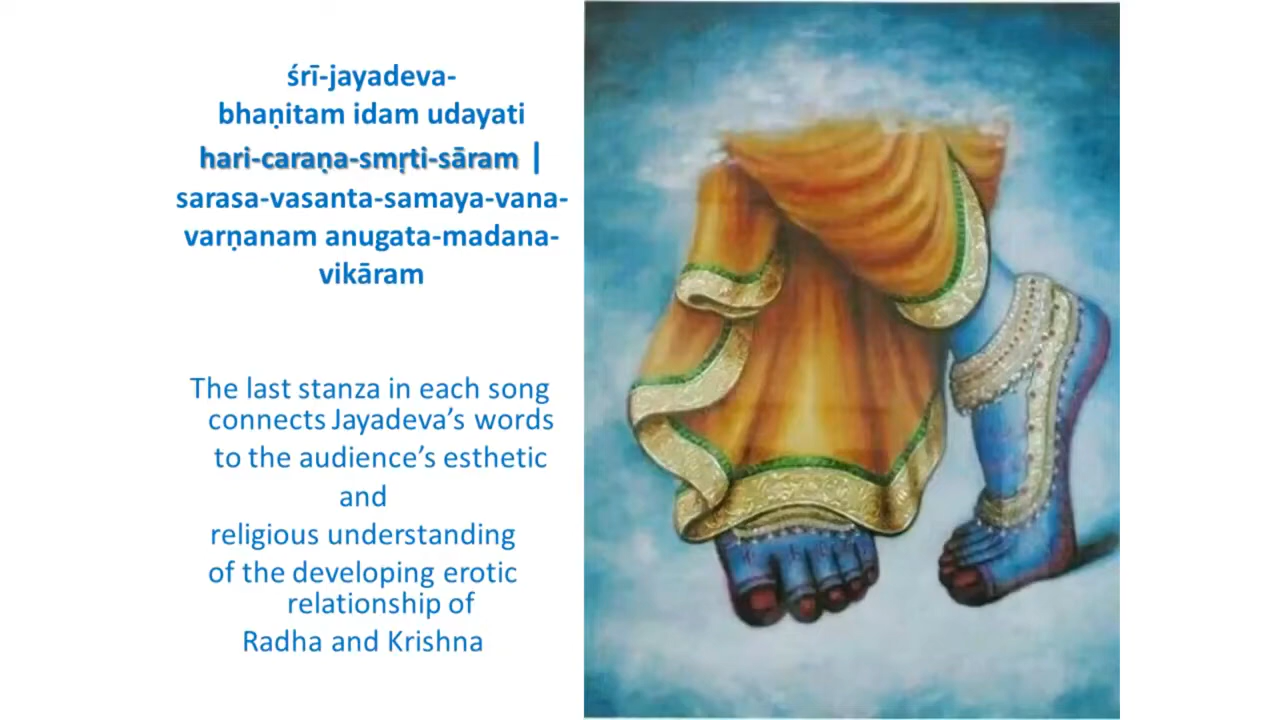 śrī-jayadeva-
bhaṇitam idam udayati
hari-caraṇa-smṛti-sāram |
sarasa-vasanta-samaya-vana-
varṇanam anugata-madana-
vikāram
The last stanza in each song
connects Jayadeva’s words
to the audience’s esthetic
and
religious understanding
of the developing erotic
relationship of
Radha and Krishna